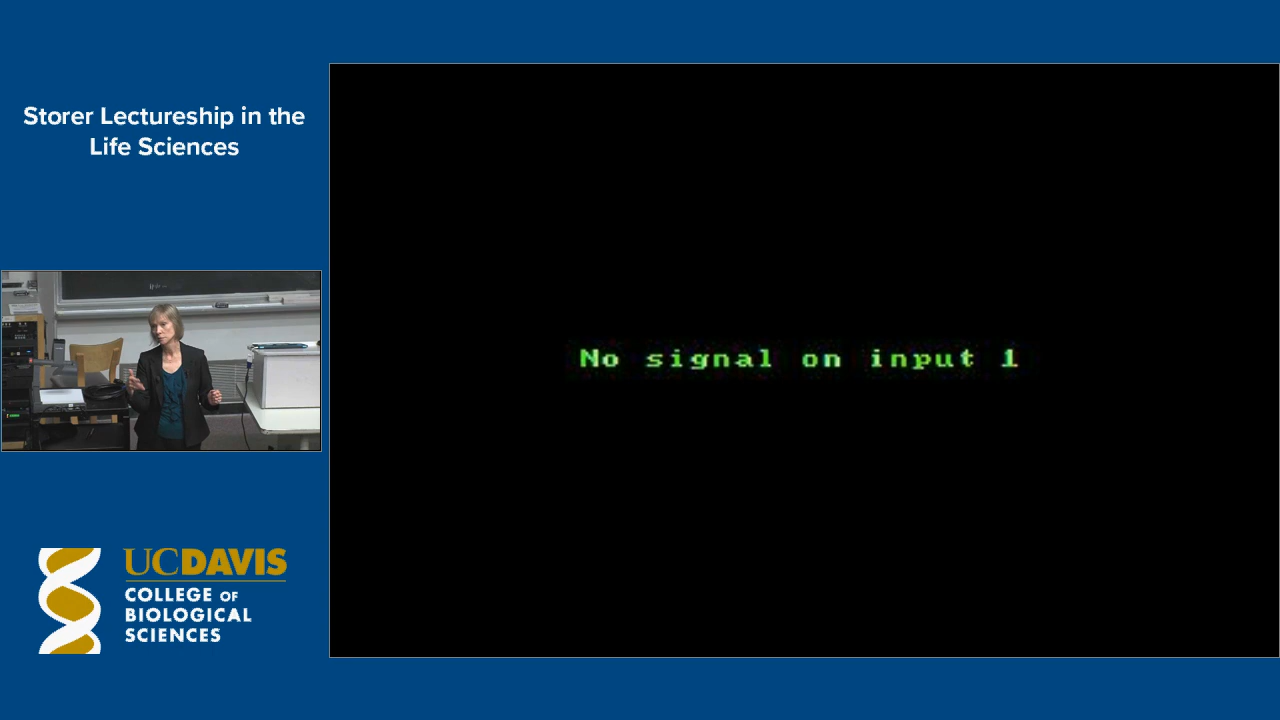 Storer Lectureship in the
Life Sciences
No signal on input 1
UCDAVIS
COLLEGE OF
BIOLOGICAL
SCIENCES